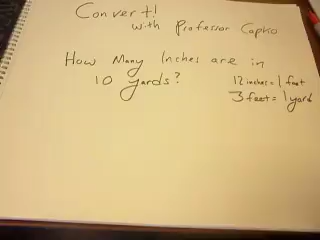 Convert!
with Professor Capko
How Many Inches are in
10 yards?
12 inches = 1 foot
3 feet = 1 yard